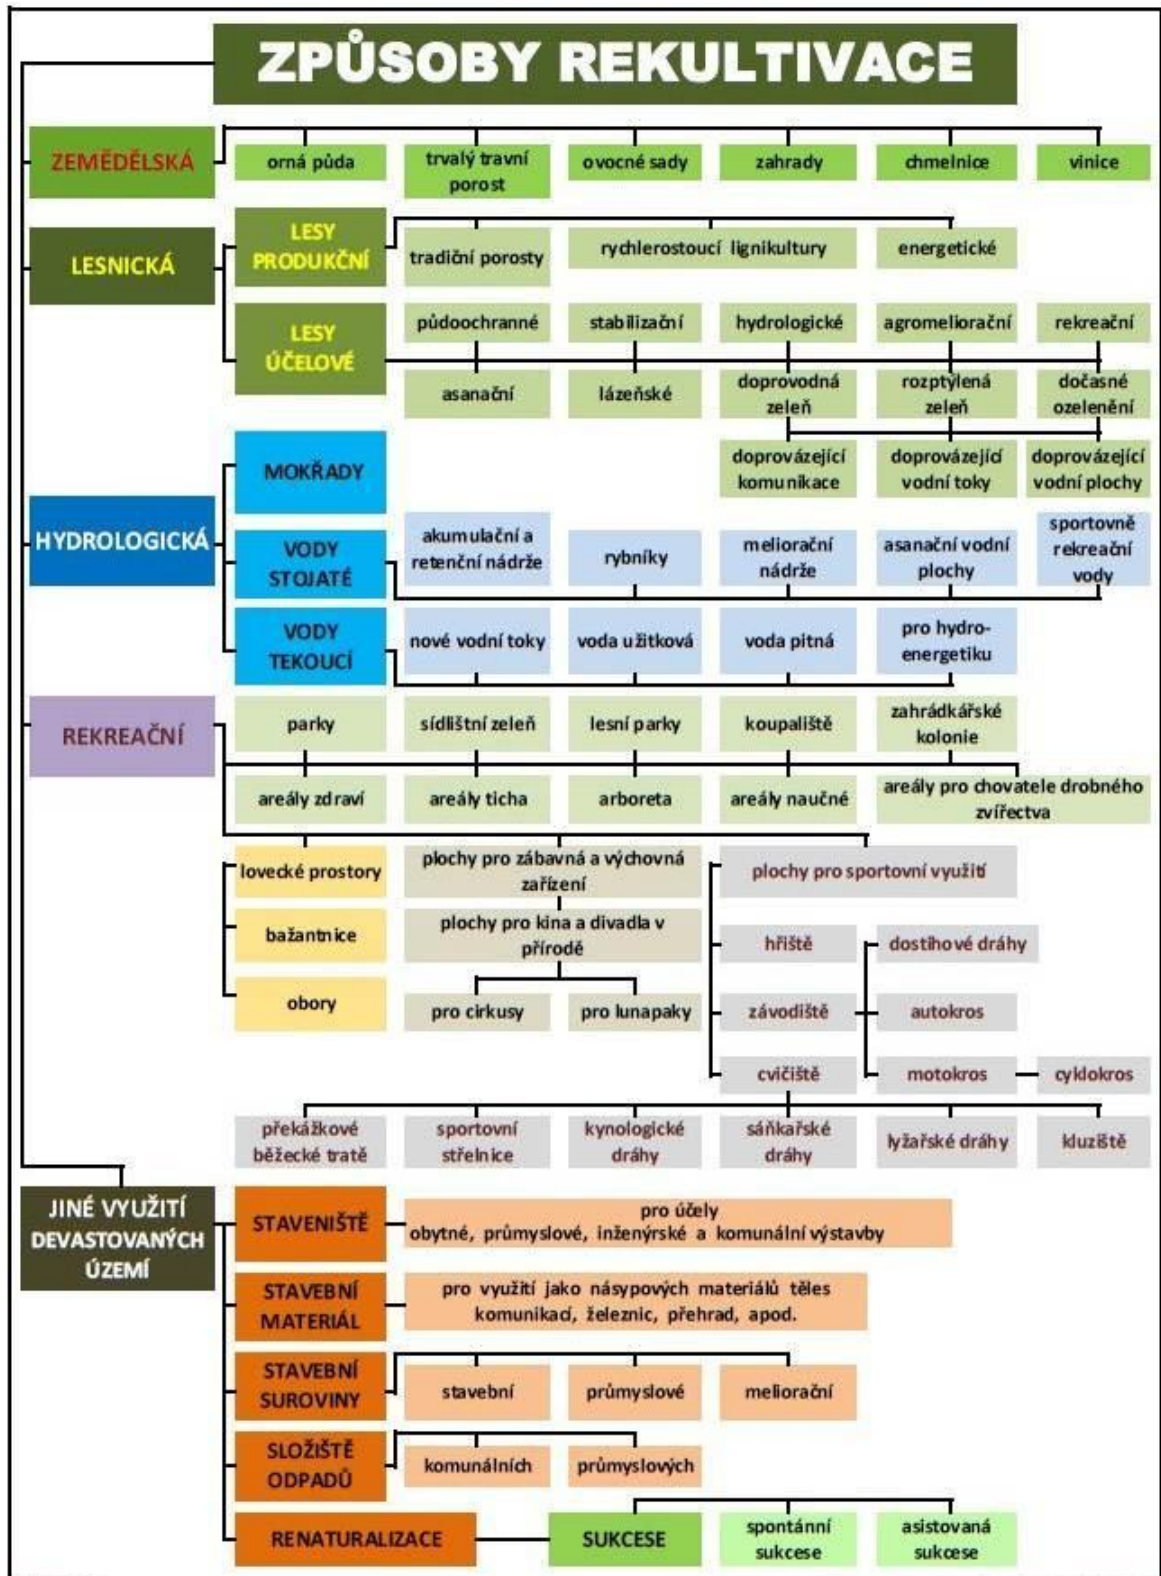 ZPŮSOBY REKULTIVACE
ZEMĚDĚLSKÁ
orná půda
trvalý travní
porost
ovocné sady
zahrady
chmelnice
vinice
LESNICKÁ
LESY
PRODUKČNÍ
tradiční porosty
rychlerostoucí lignikultury
energetické
LESY
ÚČELOVÉ
půdoochranné
stabilizační
hydrologické
agromeliorační
rekreační
asanační
lázeňské
doprovodná
zeleň
rozptýlená
zeleň
dočasné
ozelenění
doprovázející
komunikace
doprovázející
vodní toky
doprovázející
vodní plochy
HYDROLOGICKÁ
MOKŘADY
VODY
STOJATÉ
akumulační a
retenční nádrže
rybníky
meliorační
nádrže
asanační vodní
plochy
sportovně
rekreační
vody
VODY
TEKOUCÍ
nové vodní toky
voda užitková
voda pitná
pro hydro-
energetiku
REKREAČNÍ
parky
sídlištní zeleň
lesní parky
koupaliště
zahrádkářské
kolonie
areály zdraví
areály ticha
arboreta
areály naučné
areály pro chovatele drobného
zvířectva
lovecké prostory
plochy pro zábavná a výchovná
zařízení
plochy pro sportovní využití
bažantnice
plochy pro kina a divadla v
přírodě
hřiště
dostihové dráhy
obory
pro cirkusy
pro lunapaky
závodiště
autokros
cvičiště
motokros
cyklokros
překážkové
běžecké tratě
sportovní
střelnice
kynologické
dráhy
sáňkařské
dráhy
lyžařské dráhy
kluziště
JINÉ VYUŽITÍ
DEVASTOVANÝCH
ÚZEMÍ
STAVENIŠTĚ
pro účely
obytné, průmyslové, inženýrské a komunální výstavby
STAVEBNÍ
MATERIÁL
pro využití jako násypových materiálů těles
komunikací, železnic, přehrad, apod.
STAVEBNÍ
SUROVINY
stavební
průmyslové
meliorační
SLOŽIŠTĚ
ODPADŮ
komunálních
průmyslových
RENATURALIZACE
SUKCESE
spontánní
sukcese
asistovaná
sukcese